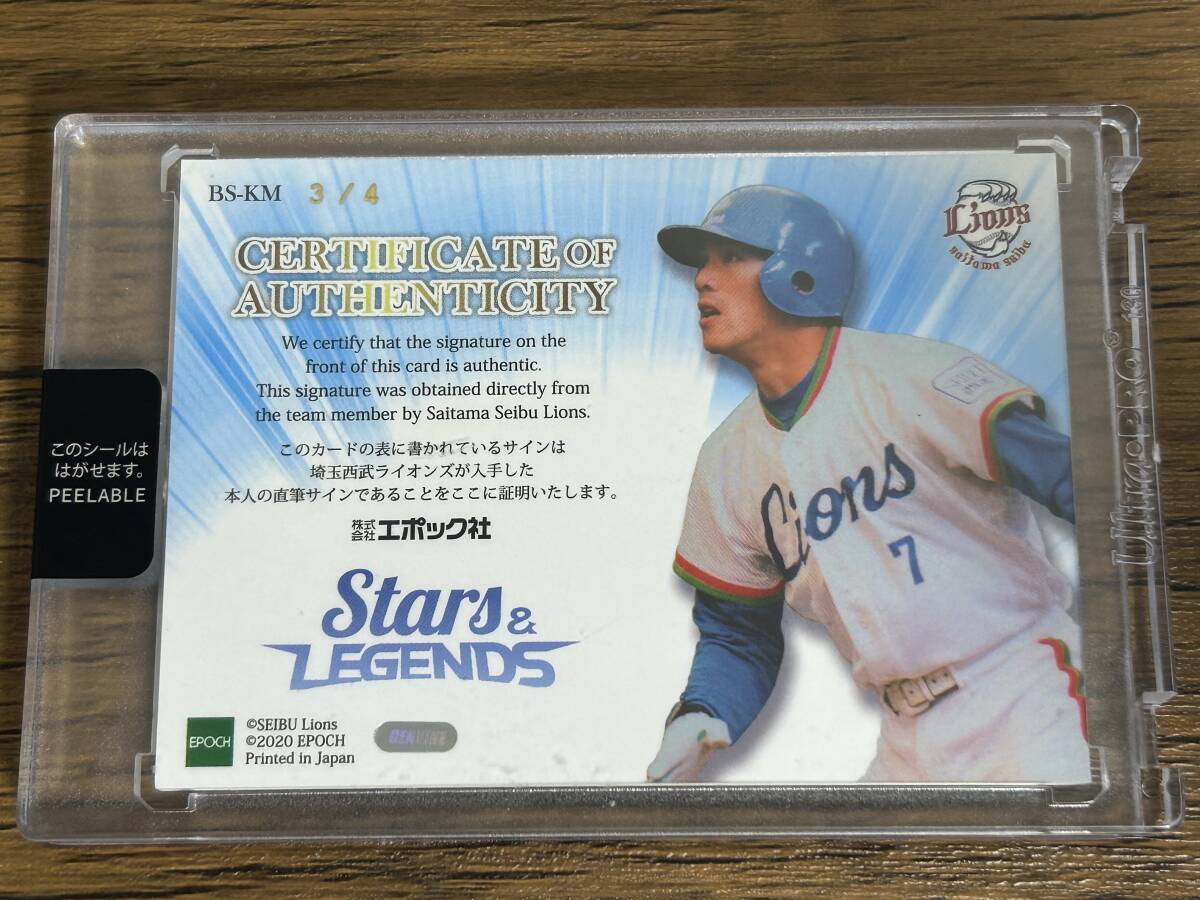 BS-KM 3 / 4
CERTIFICATE OF
AUTHENTICITY
We certify that the signature on the
front of this card is authentic.
This signature was obtained directly from
the team member by Saitama Seibu Lions.
このカードの表に書かれているサインは
埼玉西武ライオンズが入手した
本人の直筆サインであることをここに証明いたします。
株式会社エポック社
Stars &
LEGENDS
EPOCH
©SEIBU Lions
©2020 EPOCH
Printed in Japan
GENUINE
Lions
saitama seibu
Lions
7
このシールは
はがせます。
PEELABLE
Ultra PRO® 130